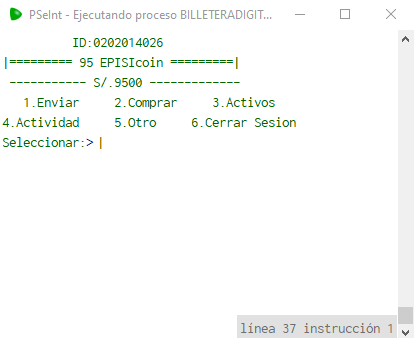 PSeInt - Ejecutando proceso BILLETERADIGIT...
ID:0202014026
|========= 95 EPISIcoin =========|
----------- S/.9500 -------------
1.Enviar 2.Comprar 3.Activos
4.Actividad 5.Otro 6.Cerrar Sesion
Seleccionar:>
línea 37 instrucción 1